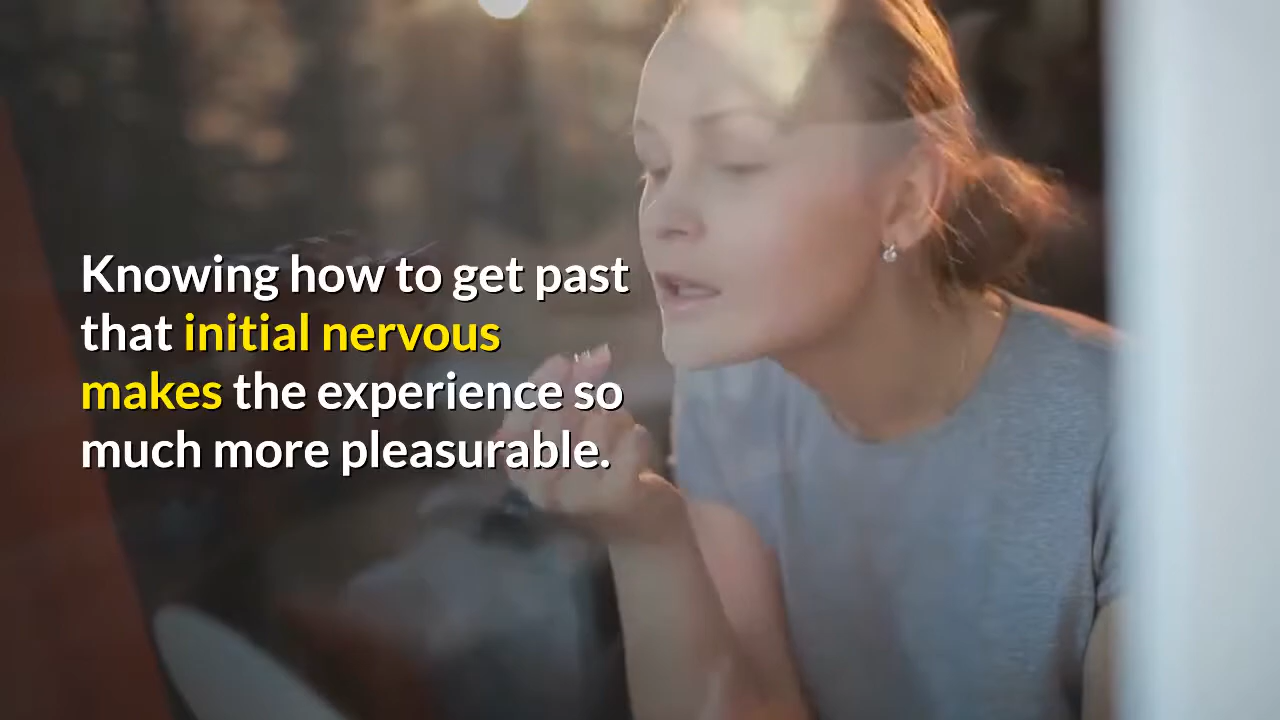 Knowing how to get past
that initial nervous
makes the experience so
much more pleasurable.